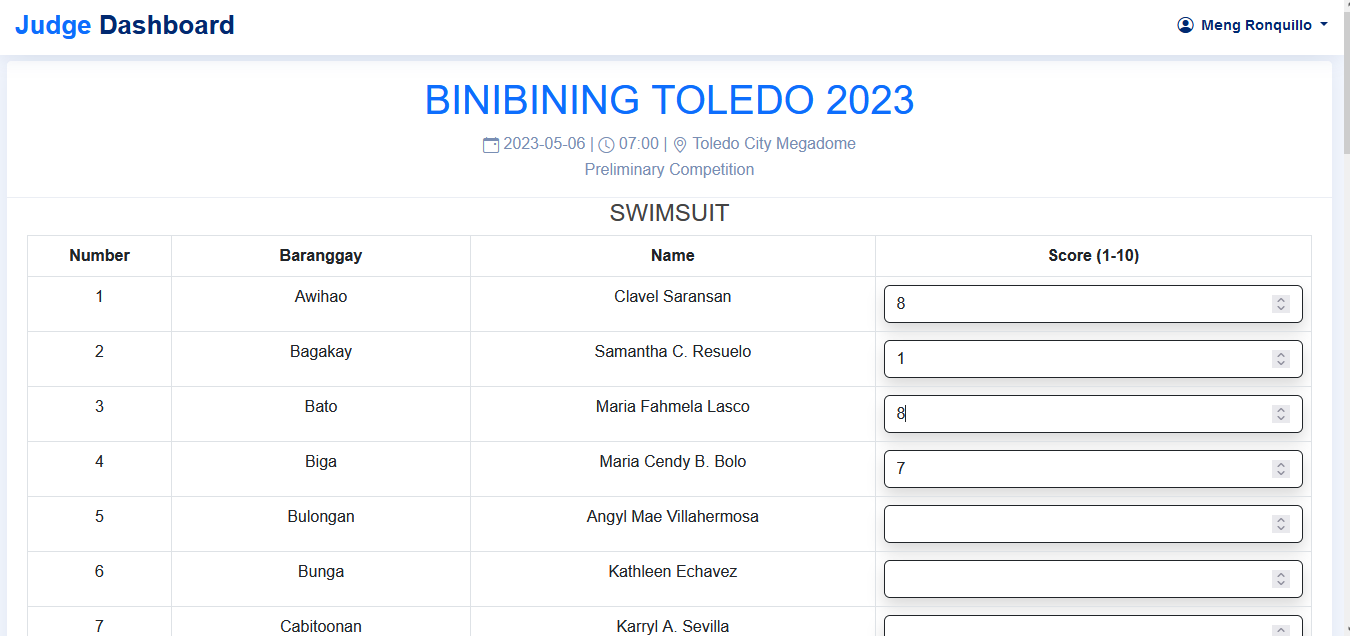 Judge Dashboard
Meng Ronquillo
BINIBINING TOLEDO 2023
2023-05-06 | 07:00 | Toledo City Megadome
Preliminary Competition
SWIMSUIT
Number Baranggay Name Score (1-10)
1 Awihao Clavel Saransan 8
2 Bagakay Samantha C. Resuelo 1
3 Bato Maria Fahmela Lasco 8
4 Biga Maria Cendy B. Bolo 7
5 Bulongan Angyl Mae Villahermosa
6 Bunga Kathleen Echavez
7 Cabitoonan Karryl A. Sevilla